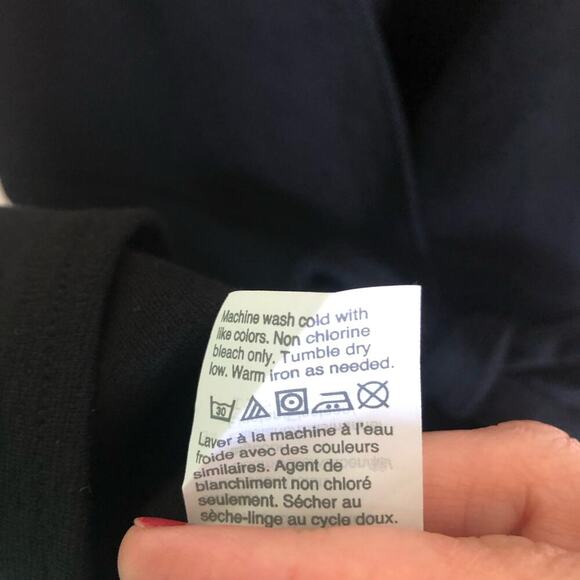 Machine wash cold with
like colors. Non chlorine
bleach only. Tumble dry
low. Warm iron as needed.
30
Laver à la machine à l'eau
froide avec des couleurs
similaires. Agent de
blanchiment non chloré
seulement. Sécher au
sèche-linge au cycle doux.